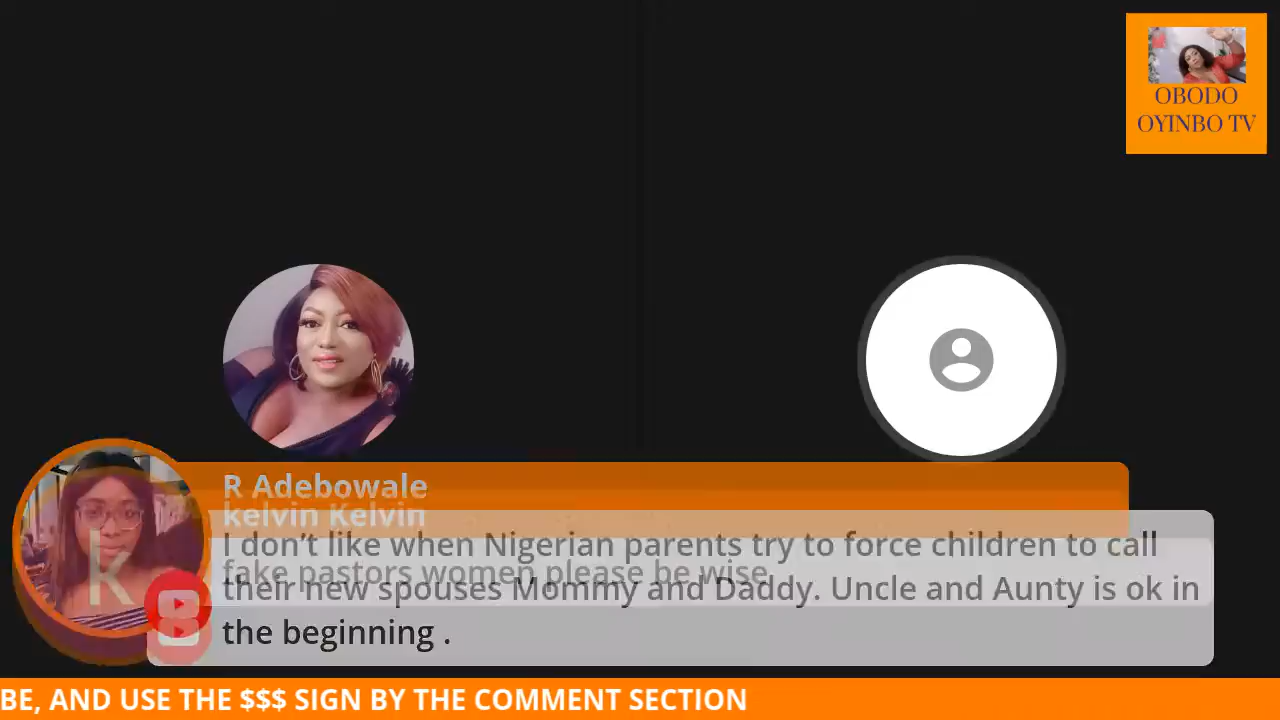 OBODO
OYINBO TV
R Adebowale
kelvin Kelvin
I don’t like when Nigerian parents try to force children to call
fake pastors women please be wise
their new spouses Mommy and Daddy. Uncle and Aunty is ok in
the beginning .
k
BE, AND USE THE $$$ SIGN BY THE COMMENT SECTION